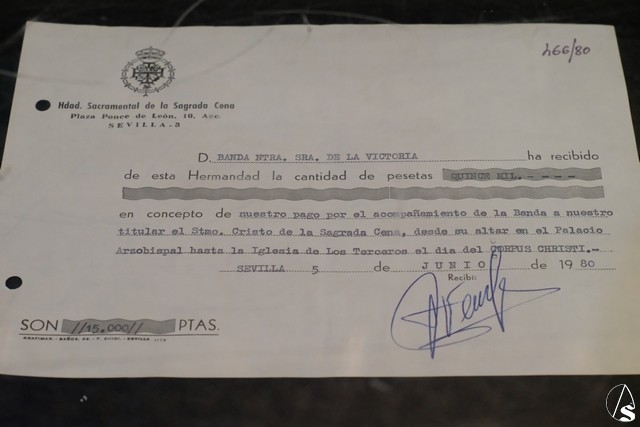 466/80
Hdad. Sacramental de la Sagrada Cena
Plaza Ponce de León, 10, Acc.
SEVILLA-3
D. BANDA NTRA. SRA. DE LA VICTORIA ha recibido
de esta Hermandad la cantidad de pesetas QUINCE MIL.-----
en concepto de nuestro pago por el acompañamiento de la Banda a nuestro
titular el Stmo. Cristo de la Sagrada Cena, desde su altar en el Palacio
Arzobispal hasta la Iglesia de Los Terceros el dia del CORPUS CHRISTI.-
SEVILLA 5 de JUNIO de 1980
Recibí:
SON //15.000// PTAS.